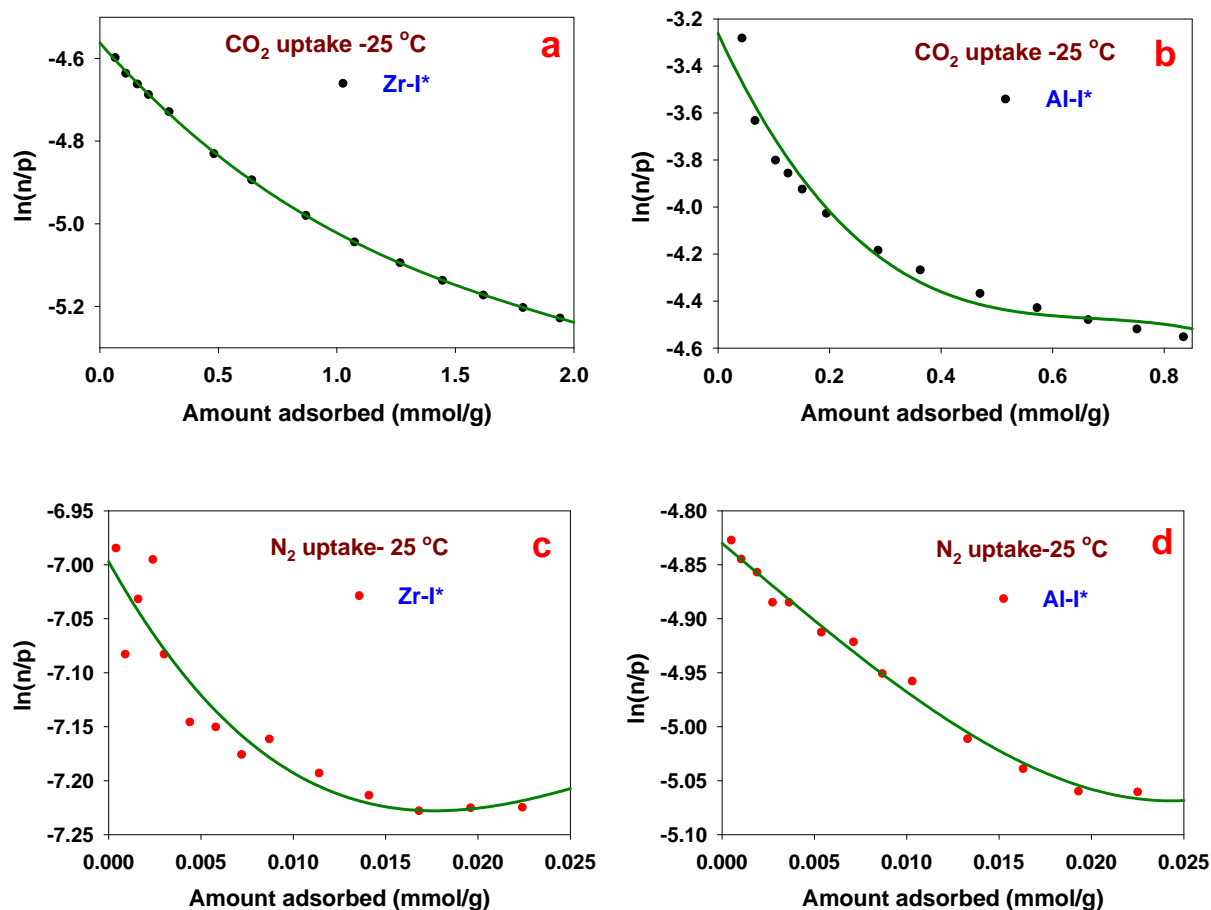 a
CO2 uptake -25 oC
Zr-I*
ln(n/p)
-4.6
-4.8
-5.0
-5.2
0.0 0.5 1.0 1.5 2.0
Amount adsorbed (mmol/g)
b
CO2 uptake -25 oC
Al-I*
ln(n/p)
-3.2
-3.4
-3.6
-3.8
-4.0
-4.2
-4.4
-4.6
0.0 0.2 0.4 0.6 0.8
Amount adsorbed (mmol/g)
c
N2 uptake- 25 oC
Zr-I*
ln(n/p)
-6.95
-7.00
-7.05
-7.10
-7.15
-7.20
-7.25
0.000 0.005 0.010 0.015 0.020 0.025
Amount adsorbed (mmol/g)
d
N2 uptake-25 oC
Al-I*
ln(n/p)
-4.80
-4.85
-4.90
-4.95
-5.00
-5.05
-5.10
0.000 0.005 0.010 0.015 0.020 0.025
Amount adsorbed (mmol/g)